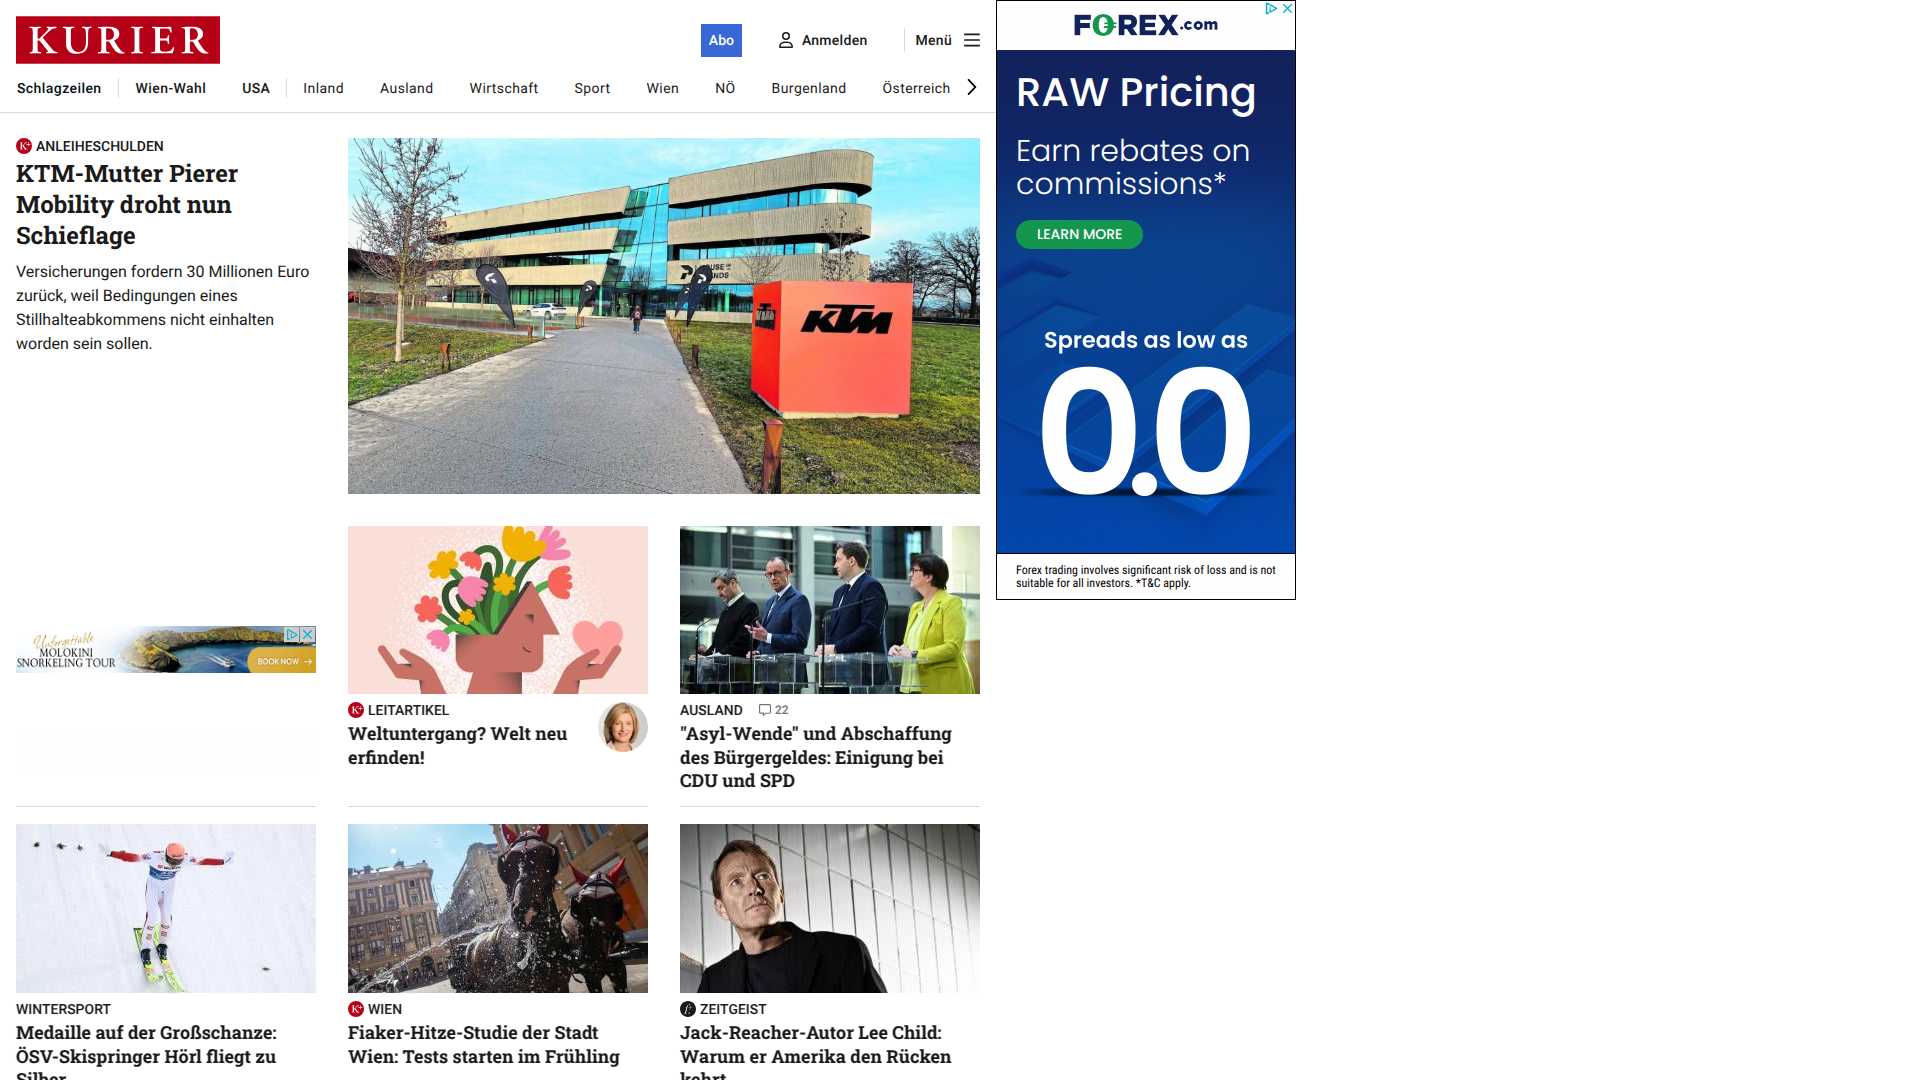 KURIER
Abo
Anmelden
Menü
Schlagzeilen
Wien-Wahl
USA
Inland
Ausland
Wirtschaft
Sport
Wien
NÖ
Burgenland
Österreich
ANLEIHESCHULDEN
KTM-Mutter Pierer
Mobility droht nun
Schieflage
Versicherungen fordern 30 Millionen Euro
zurück, weil Bedingungen eines
Stillhalteabkommens nicht einhalten
worden sein sollen.
KTM
FOREX.com
RAW Pricing
Earn rebates on
commissions*
LEARN MORE
Spreads as low as
0.0
Forex trading involves significant risk of loss and is not
suitable for all investors. *T&C apply.
Unforgettable
MOLOKINI
SNORKELING TOUR
BOOK NOW →
K+ LEITARTIKEL
Weltuntergang? Welt neu
erfinden!
AUSLAND 22
"Asyl-Wende" und Abschaffung
des Bürgergeldes: Einigung bei
CDU und SPD
WINTERSPORT
Medaille auf der Großschanze:
ÖSV-Skispringer Hörl fliegt zu
Silber
K+ WIEN
Fiaker-Hitze-Studie der Stadt
Wien: Tests starten im Frühling
ZEITGEIST
Jack-Reacher-Autor Lee Child:
Warum er Amerika den Rücken
kehrt